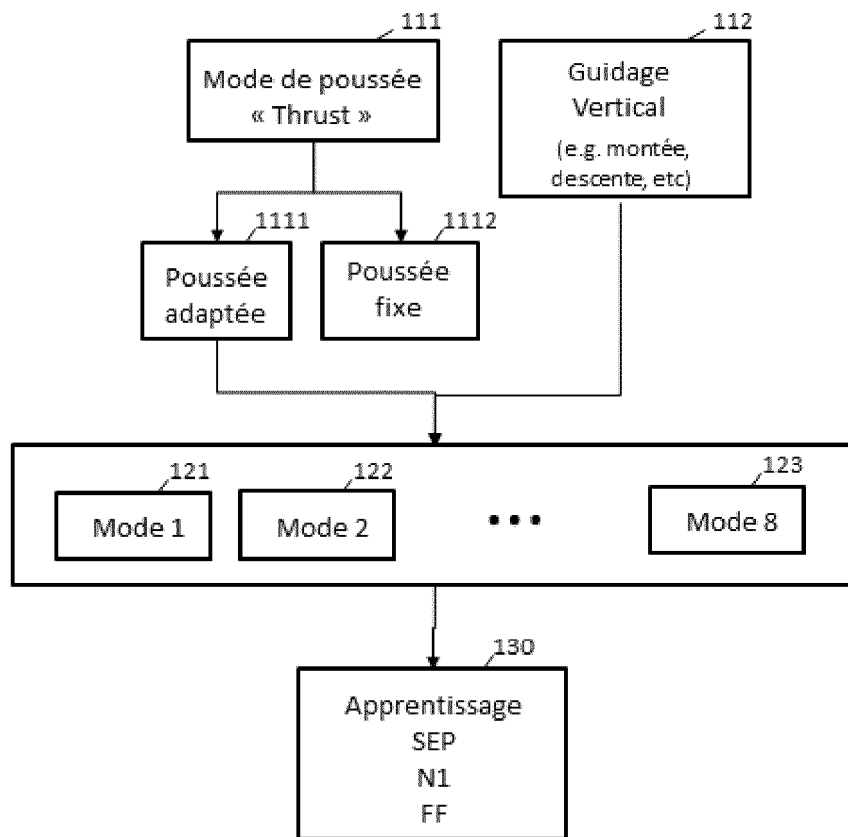 111
Mode de poussée
« Thrust »
112
Guidage
Vertical
(e.g. montée,
descente, etc)
1111
Poussée
adaptée
1112
Poussée
fixe
121
Mode 1
122
Mode 2
• • •
123
Mode 8
130
Apprentissage
SEP
N1
FF